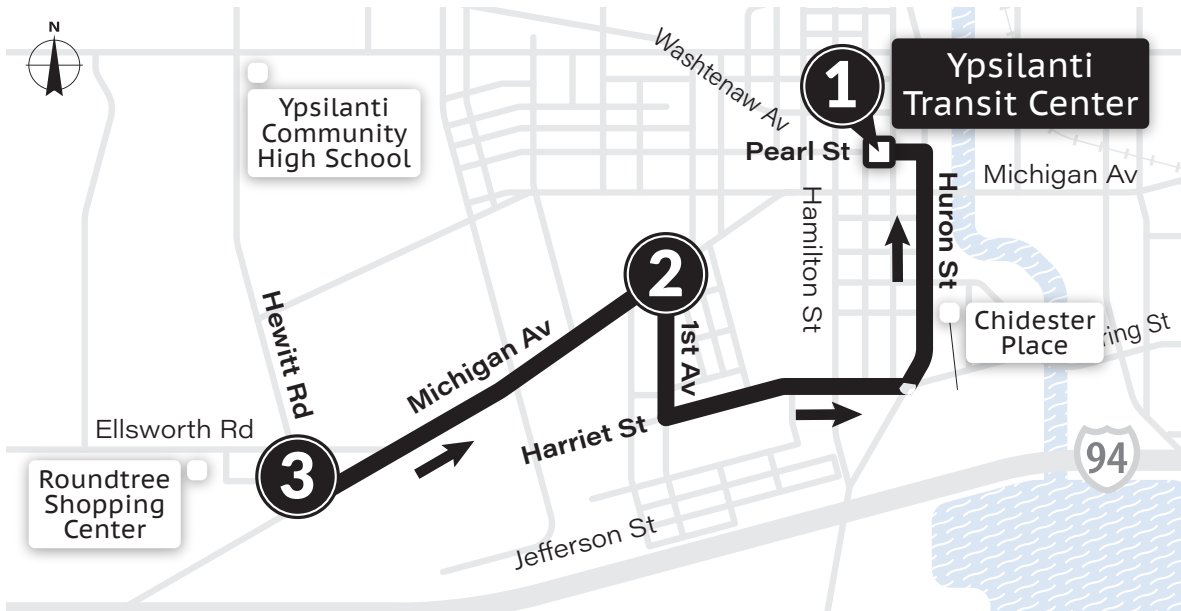 N
Washtenaw Av
1
Ypsilanti
Transit Center
Ypsilanti
Community
High School
Pearl St
Michigan Av
Huron St
Hamilton St
2
Hewitt Rd
Michigan Av
1st Av
Chidester
Place
ring St
Ellsworth Rd
Harriet St
3
94
Roundtree
Shopping
Center
Jefferson St